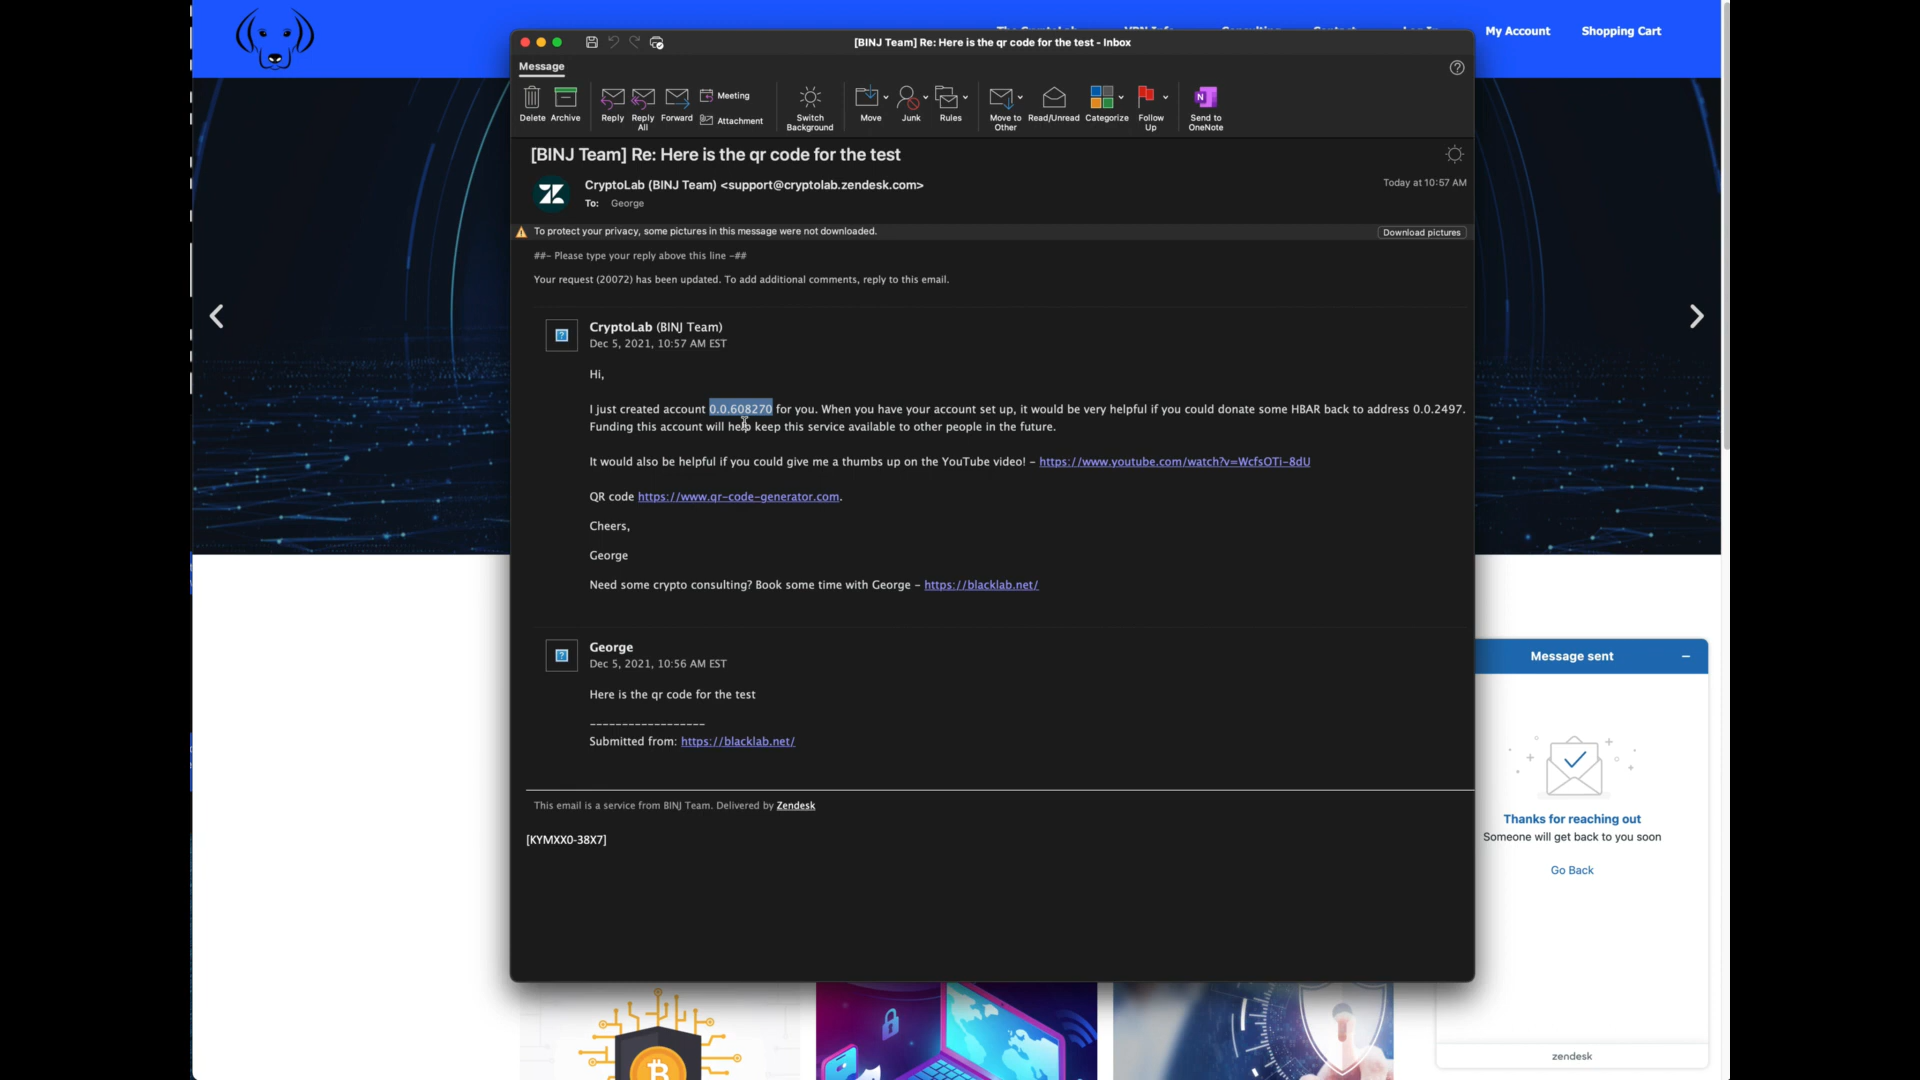 My Account
Shopping Cart
[BINJ Team] Re: Here is the qr code for the test - Inbox
Message
Delete
Archive
Reply
Reply All
Forward
Meeting
Attachment
Switch Background
Move
Junk
Rules
Move to Other
Read/Unread
Categorize
Follow Up
Send to OneNote
[BINJ Team] Re: Here is the qr code for the test
CryptoLab (BINJ Team) <support@cryptolab.zendesk.com>
Today at 10:57 AM
To: George
To protect your privacy, some pictures in this message were not downloaded.
Download pictures
##- Please type your reply above this line -##
Your request (20072) has been updated. To add additional comments, reply to this email.
CryptoLab (BINJ Team)
Dec 5, 2021, 10:57 AM EST
Hi,
I just created account 0.0.608270 for you. When you have your account set up, it would be very helpful if you could donate some HBAR back to address 0.0.2497.
Funding this account will help keep this service available to other people in the future.
It would also be helpful if you could give me a thumbs up on the YouTube video! - https://www.youtube.com/watch?v=WcfsOTi-8dU
QR code https://www.qr-code-generator.com.
Cheers,
George
Need some crypto consulting? Book some time with George - https://blacklab.net/
George
Dec 5, 2021, 10:56 AM EST
Here is the qr code for the test
------------------
Submitted from: https://blacklab.net/
This email is a service from BINJ Team. Delivered by Zendesk
[KYMXX0-38X7]
Message sent
Thanks for reaching out
Someone will get back to you soon
Go Back
zendesk